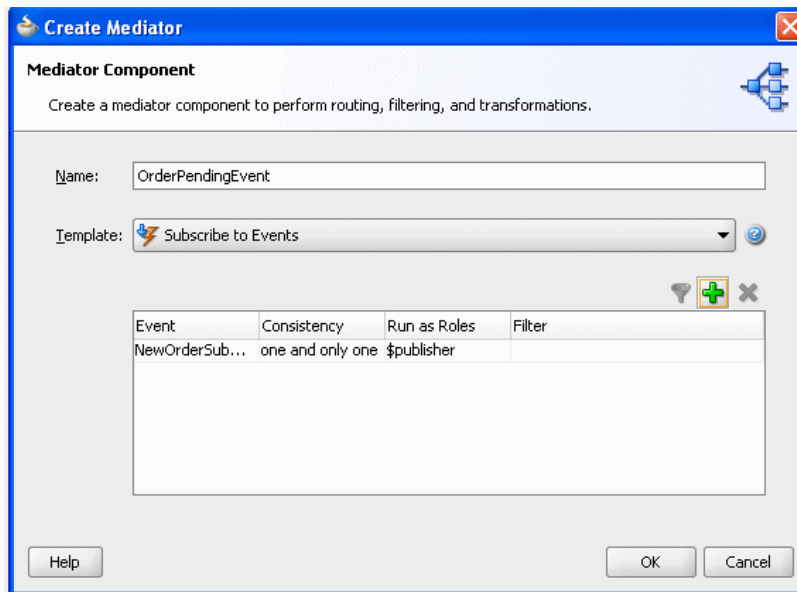 Create Mediator
Mediator Component
Create a mediator component to perform routing, filtering, and transformations.
Name: OrderPendingEvent
Template: Subscribe to Events
Event Consistency Run as Roles Filter
NewOrderSub... one and only one $publisher
Help OK Cancel